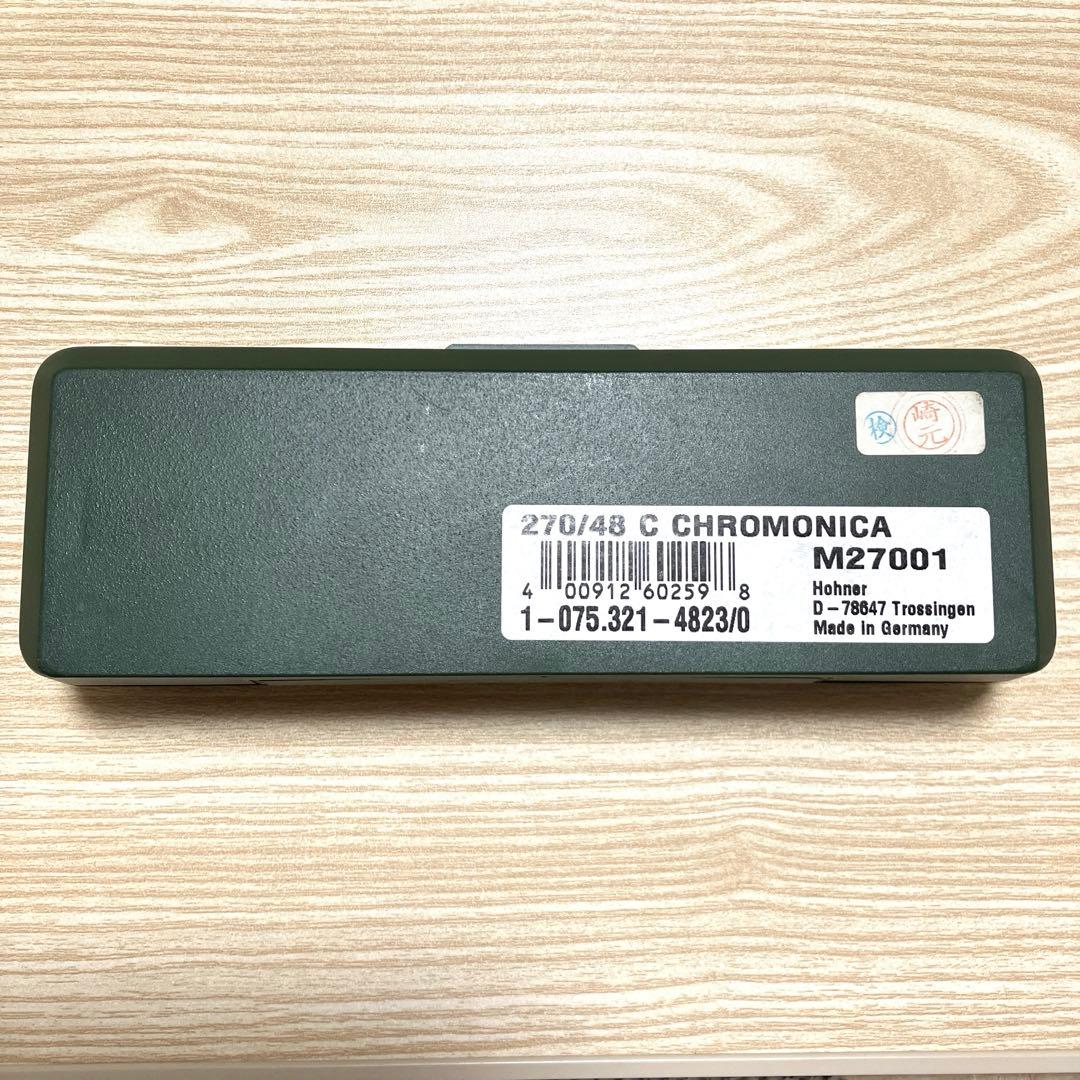 検
崎元
270/48 C CHROMONICA
M27001
4 00912 60259 8
Hohner
D-78647 Trossingen
1-075.321-4823/0
Made in Germany